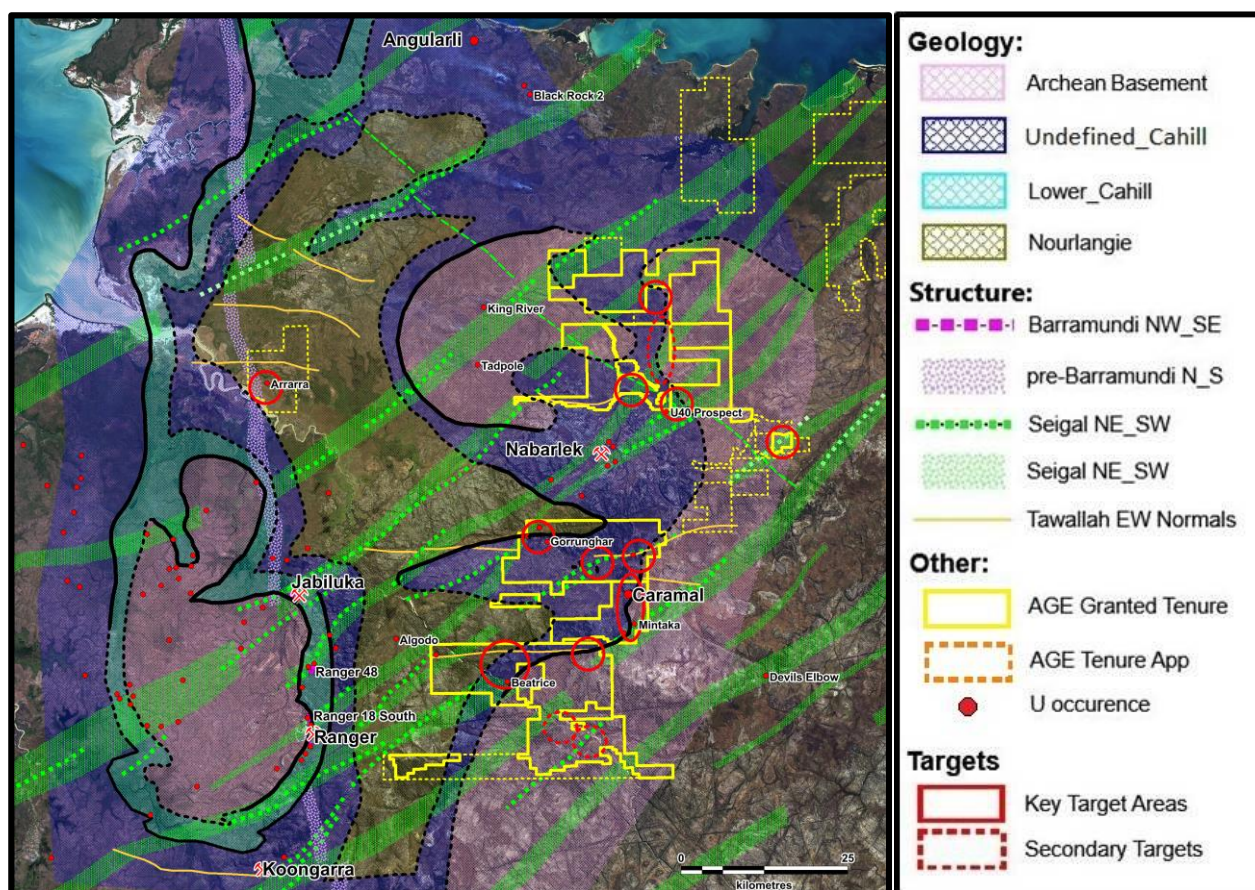 Angularli
Black Rock 2
King River
Tadpole
Arrarra
U40 Prospect
Nabarlek
Gorrunghar
Jabiluka
Caramal
Mintaka
Algodo
Ranger 48
Beatrice
Devils Elbow
Ranger 18 South
Ranger
Koongarra
0 25
kilometres
Geology:
Archean Basement
Undefined_Cahill
Lower_Cahill
Nourlangie
Structure:
Barramundi NW_SE
pre-Barramundi N_S
Seigal NE_SW
Seigal NE_SW
Tawallah EW Normals
Other:
AGE Granted Tenure
AGE Tenure App
U occurence
Targets
Key Target Areas
Secondary Targets